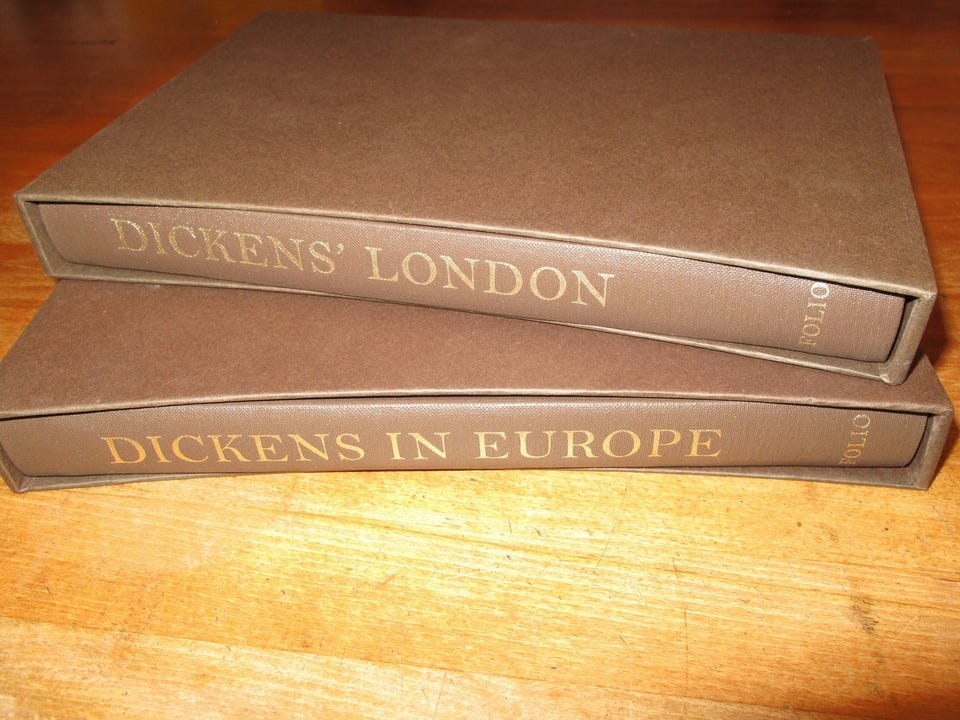 DICKENS' LONDON
FOLIO
DICKENS IN EUROPE
FOLIO